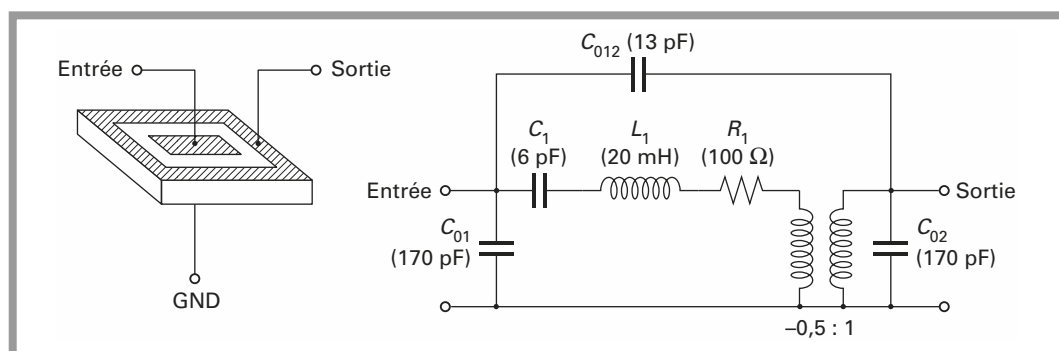 Entrée
Sortie
GND
C012 (13 pF)
C1
(6 pF)
L1
(20 mH)
R1
(100 Ω)
Entrée
Sortie
C01
(170 pF)
C02
(170 pF)
–0,5 : 1